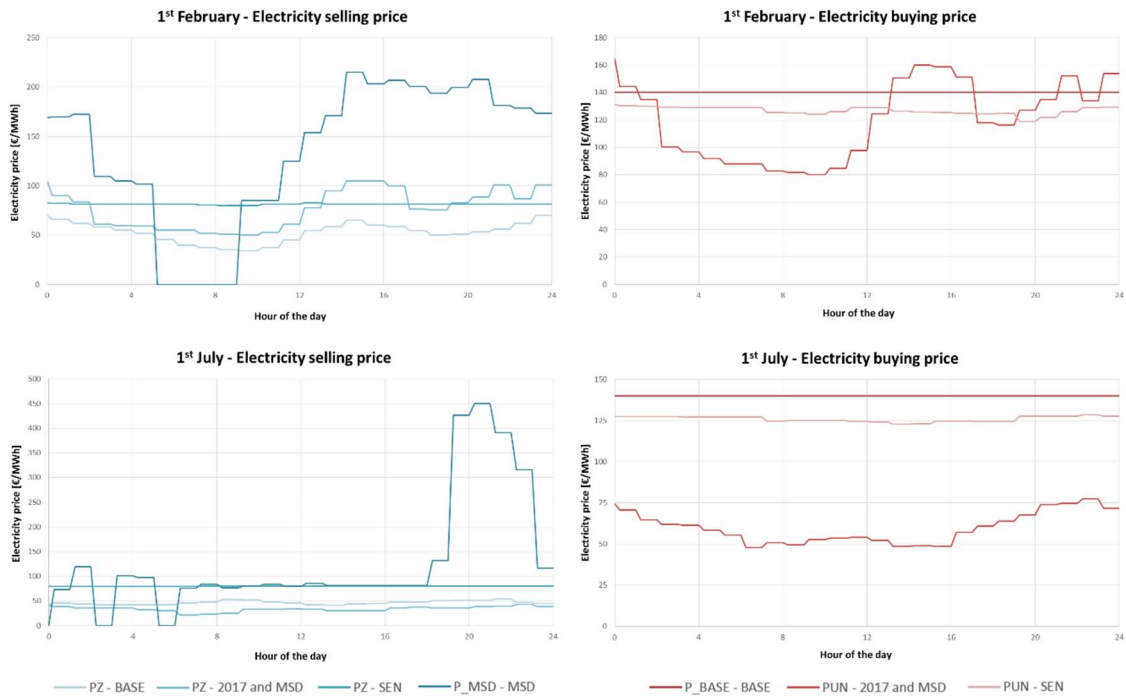 1st February - Electricity selling price
Electricity price [€/MWh]
250
200
150
100
50
0
0 4 8 12 16 20 24
Hour of the day
1st February - Electricity buying price
Electricity price [€/MWh]
180
160
140
120
100
80
60
40
20
0
0 4 8 12 16 20 24
Hour of the day
1st July - Electricity selling price
Electricity price [€/MWh]
500
450
400
350
300
250
200
150
100
50
0
0 4 8 12 16 20 24
Hour of the day
1st July - Electricity buying price
Electricity price [€/MWh]
150
125
100
75
50
25
0
0 4 8 12 16 20 24
Hour of the day
PZ - BASE PZ - 2017 and MSD PZ - SEN P_MSD - MSD
P_BASE - BASE PUN - 2017 and MSD PUN - SEN